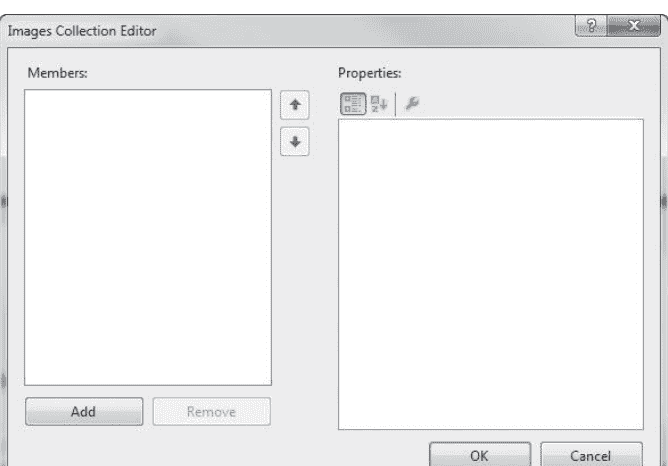 Images Collection Editor
Members:
Properties:
Add
Remove
OK
Cancel